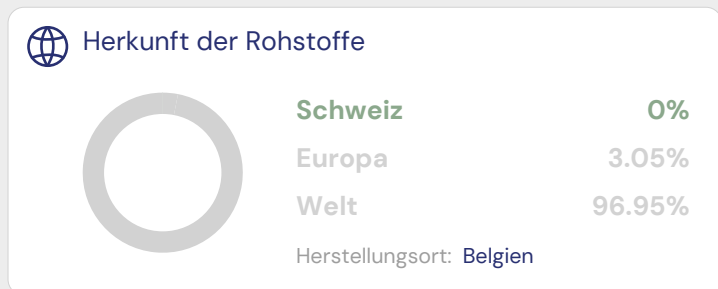 Herkunft der Rohstoffe
Schweiz 0%
Europa 3.05%
Welt 96.95%
Herstellungsort: Belgien